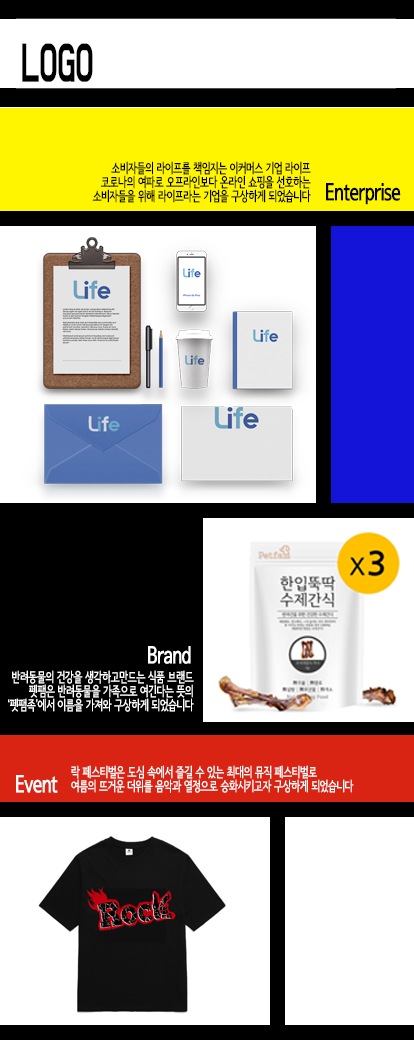 LOGO
소비자들의 라이프를 책임지는 이커머스 기업 라이프
코로나의 여파로 오프라인보다 온라인 쇼핑을 선호하는
소비자들을 위해 라이프라는 기업을 구상하게 되었습니다
Enterprise
Life
Life
Life
Life
Life
Life
Petfam
x3
한입뚝딱
수제간식
Brand
반려동물의 건강을 생각하고만드는 식품 브랜드
펫팸은 반려동물을 가족으로 여긴다는 뜻의
'펫팸족'에서 이름을 가져와 구상하게 되었습니다
Event
락 페스티벌은 도심 속에서 즐길 수 있는 최대의 뮤직 페스티벌로
여름의 뜨거운 더위를 음악과 열정으로 승화시키고자 구상하게 되었습니다
Rock